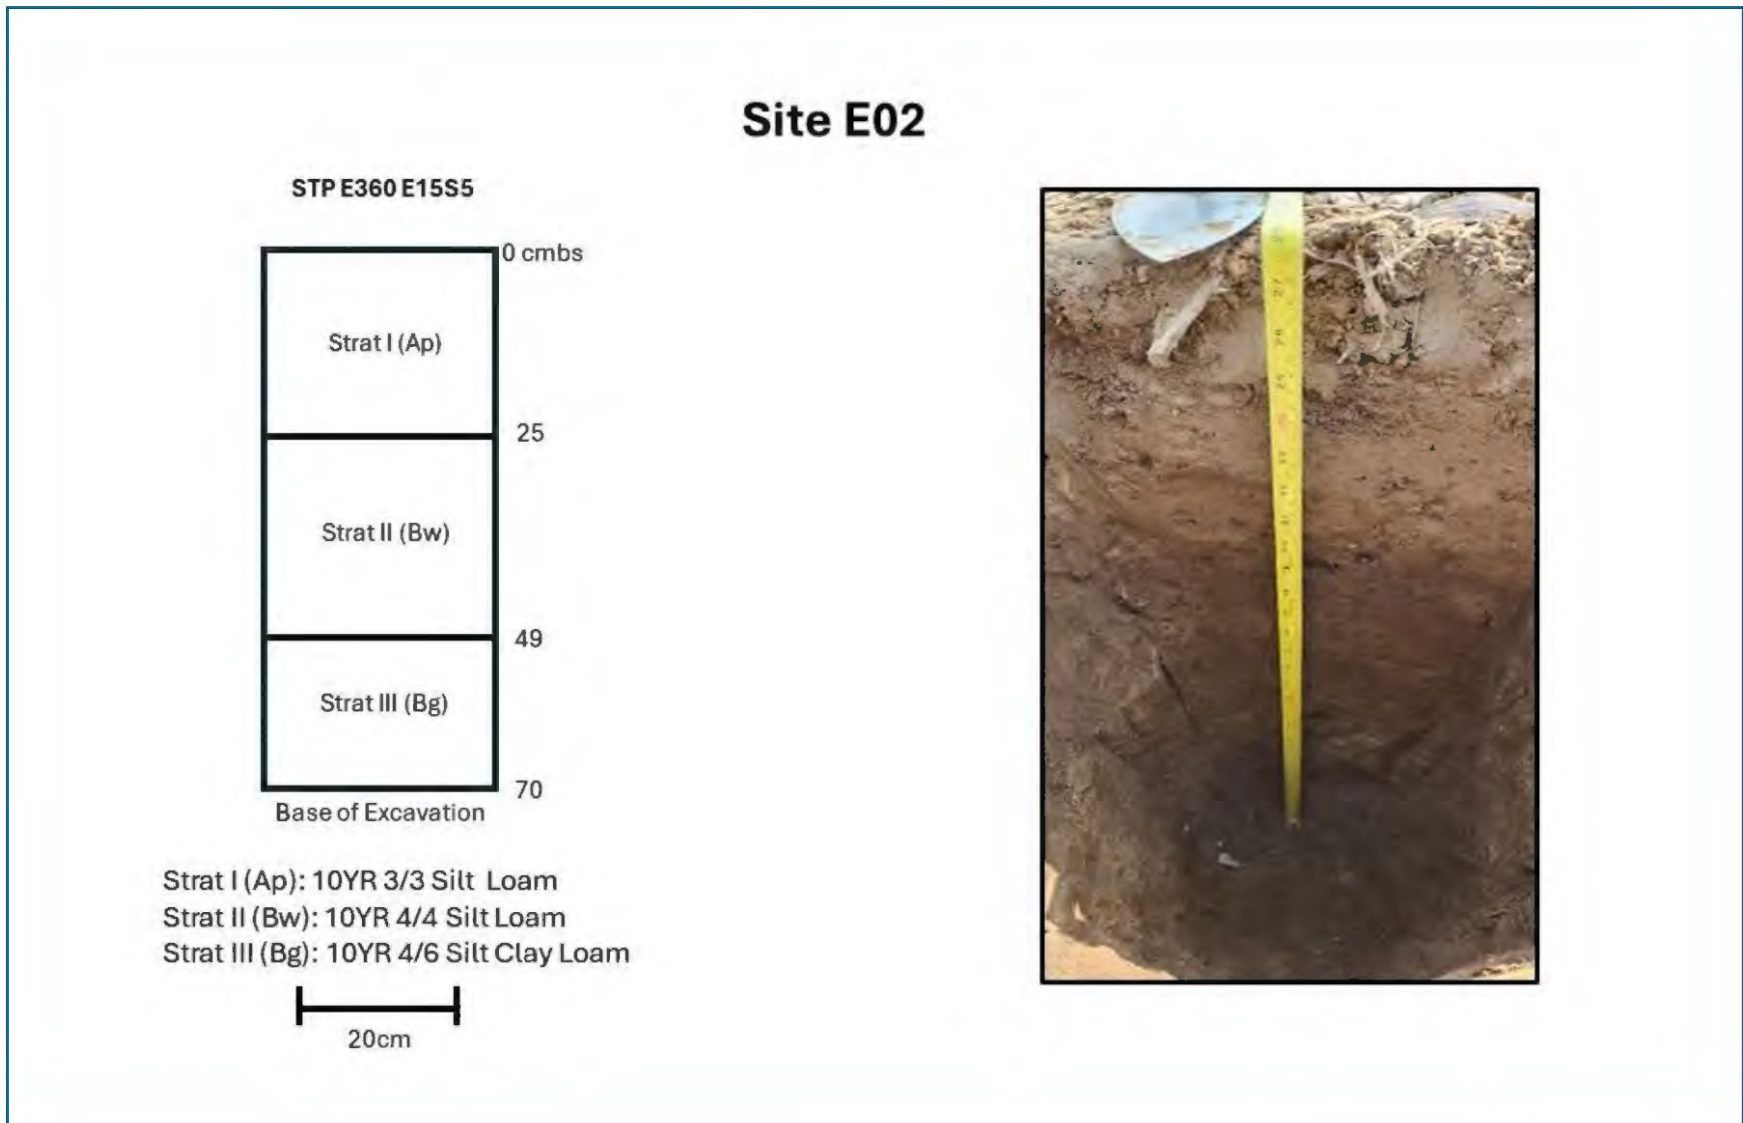 Site E02
STP E360 E15S5
0 cmbs
Strat I (Ap)
25
Strat II (Bw)
49
Strat III (Bg)
70
Base of Excavation
Strat I (Ap): 10YR 3/3 Silt Loam
Strat II (Bw): 10YR 4/4 Silt Loam
Strat III (Bg): 10YR 4/6 Silt Clay Loam
20cm